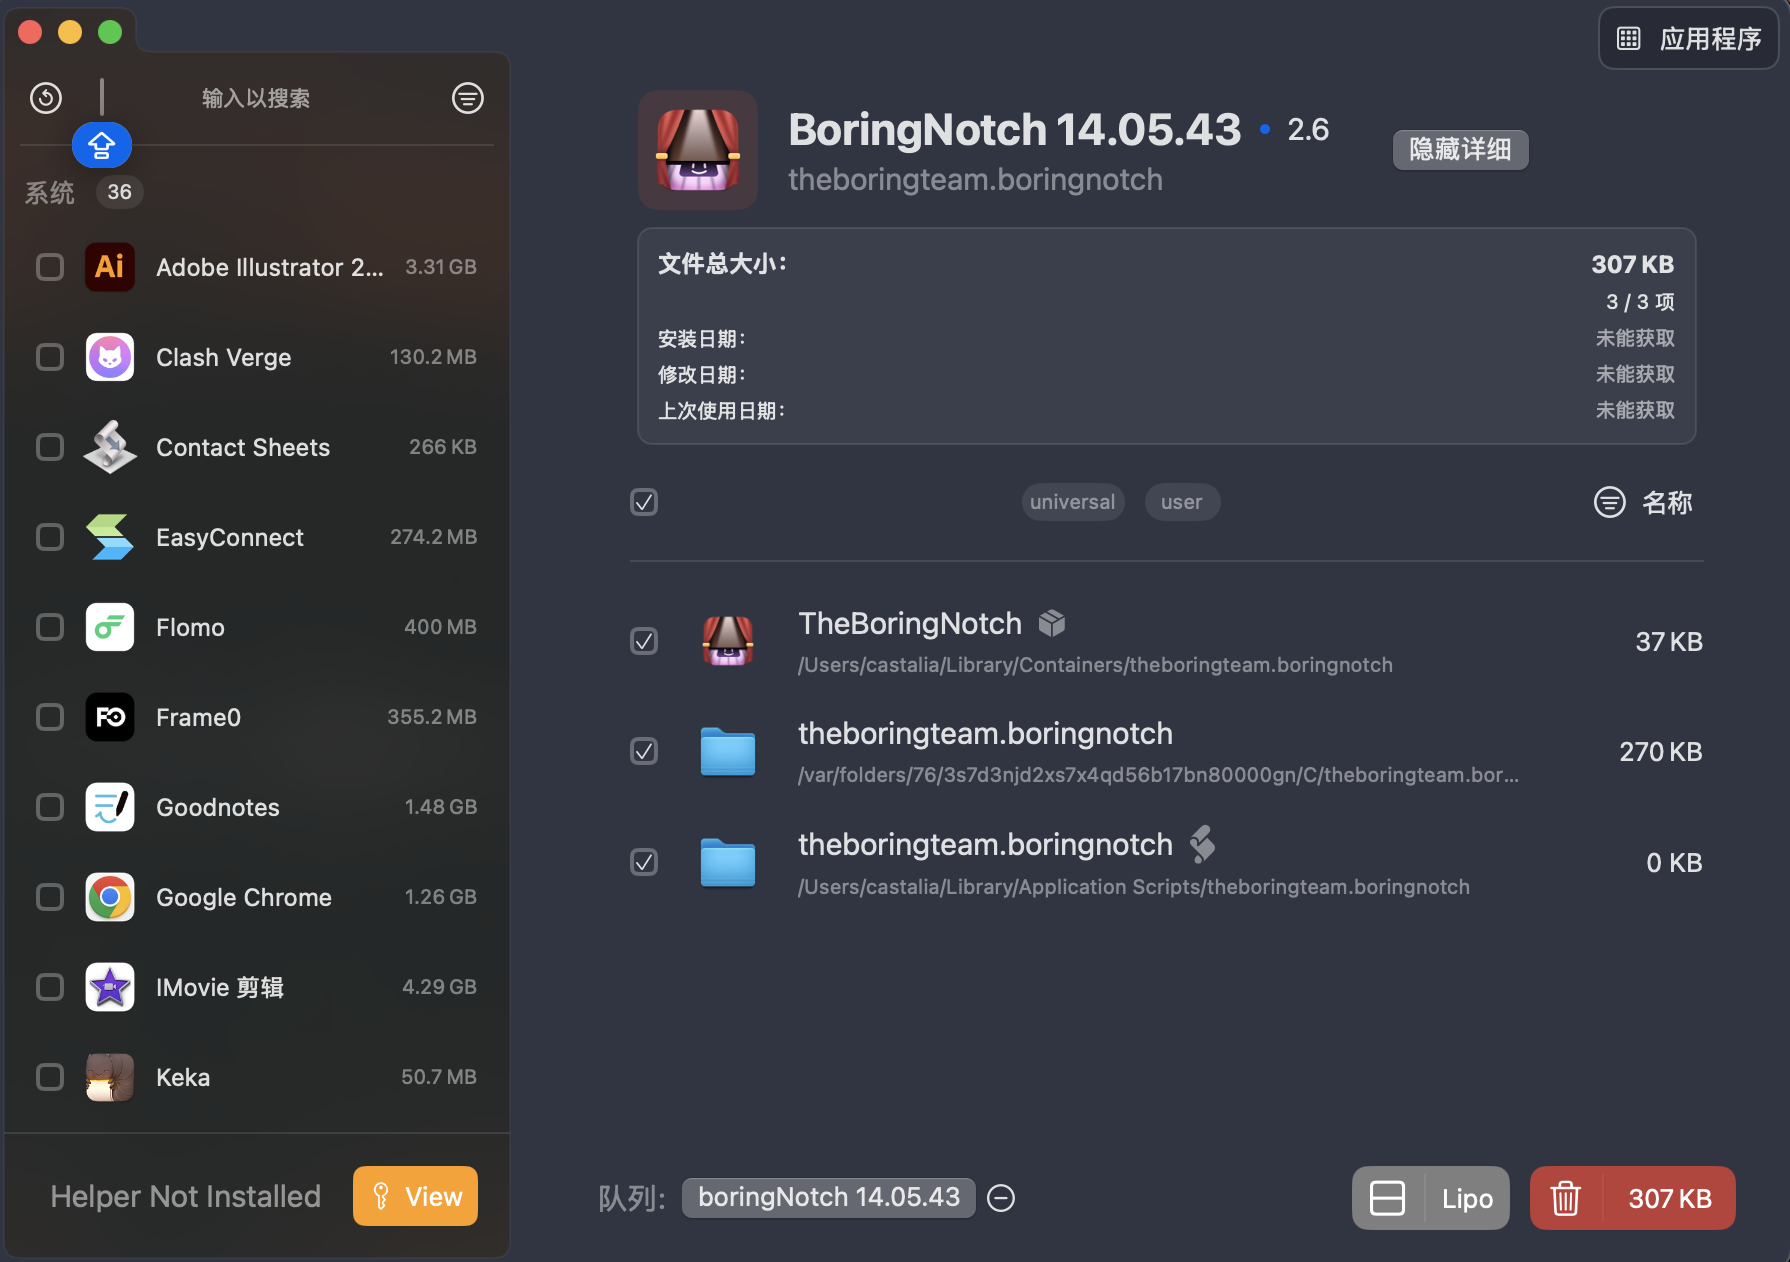 应用程序
输入以搜索
系统 36
Ai Adobe Illustrator 2... 3.31 GB
Clash Verge 130.2 MB
Contact Sheets 266 KB
EasyConnect 274.2 MB
Flomo 400 MB
Frame0 355.2 MB
Goodnotes 1.48 GB
Google Chrome 1.26 GB
IMovie 剪辑 4.29 GB
Keka 50.7 MB
Helper Not Installed View
BoringNotch 14.05.43 • 2.6
theboringteam.boringnotch
隐藏详细
文件总大小: 307 KB
3 / 3 项
安装日期: 未能获取
修改日期: 未能获取
上次使用日期: 未能获取
universal user 名称
TheBoringNotch
/Users/castalia/Library/Containers/theboringteam.boringnotch
37 KB
theboringteam.boringnotch
/var/folders/76/3s7d3njd2xs7x4qd56b17bn80000gn/C/theboringteam.bor...
270 KB
theboringteam.boringnotch
/Users/castalia/Library/Application Scripts/theboringteam.boringnotch
0 KB
队列: boringNotch 14.05.43
Lipo
307 KB